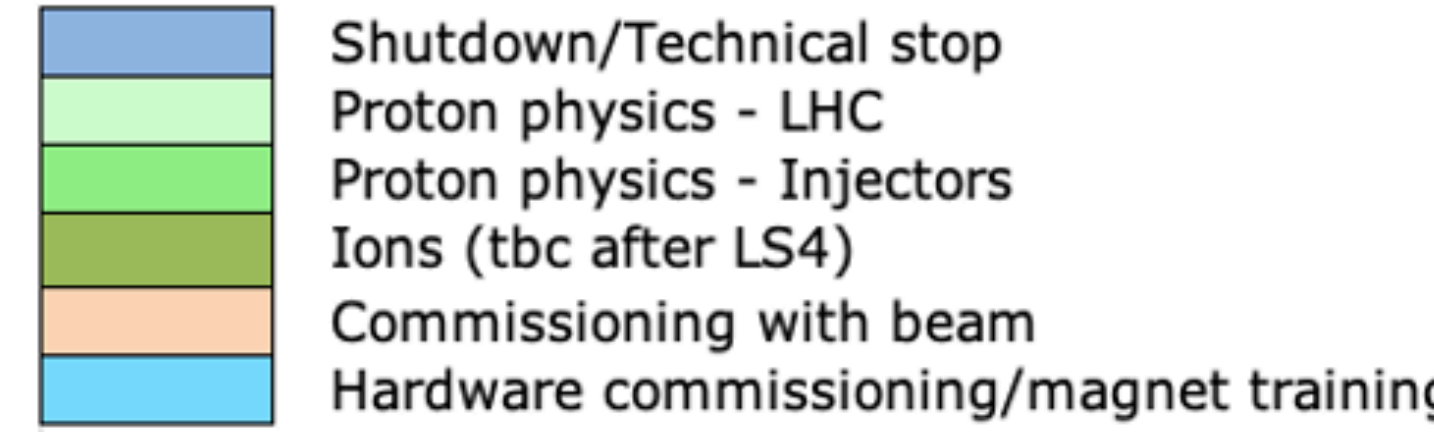 Shutdown/Technical stop
Proton physics - LHC
Proton physics - Injectors
Ions (tbc after LS4)
Commissioning with beam
Hardware commissioning/magnet training